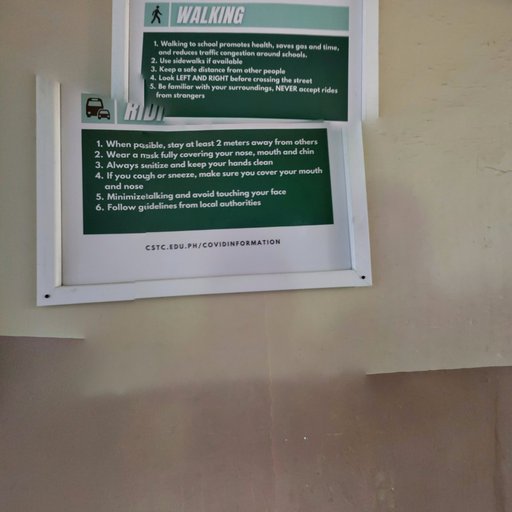 WALKING
1. Walking to school promotes health, saves gas and time,
and reduces traffic congestion around schools.
2. Use sidewalks if available
3. Keep a safe distance from other people
4. Look LEFT AND RIGHT before crossing the street
5. Be familiar with your surroundings, NEVER accept rides
from strangers
RIDI
1. When possible, stay at least 2 meters away from others
2. Wear a mask fully covering your nose, mouth and chin
3. Always sanitize and keep your hands clean
4. If you cough or sneeze, make sure you cover your mouth
and nose
5. Minimize talking and avoid touching your face
6. Follow guidelines from local authorities
CSTC.EDU.PH/COVIDINFORMATION